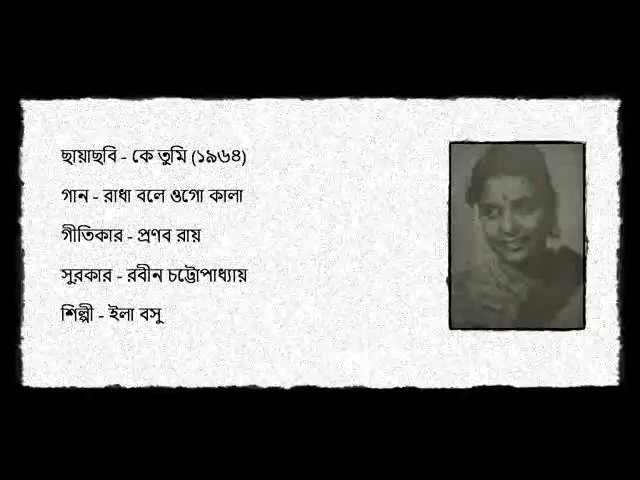 ছায়াছবি - কে তুমি (১৯৬৪)
গান - রাধা বলে ওগো কালা
গীতিকার - প্রণব রায়
সুরকার - রবীন চট্টোপাধ্যায়
শিল্পী - ইলা বসু